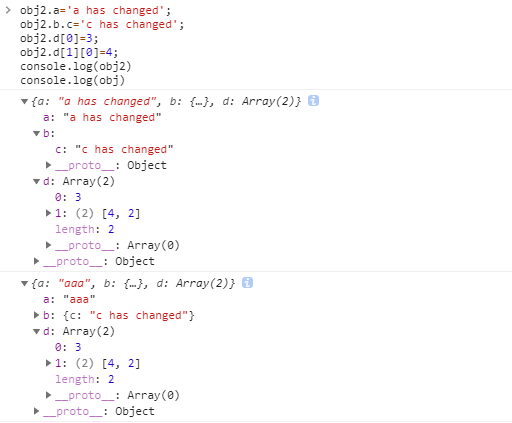 obj2.a='a has changed';
obj2.b.c='c has changed';
obj2.d[0]=3;
obj2.d[1][0]=4;
console.log(obj2)
console.log(obj)
{a: "a has changed", b: {…}, d: Array(2)}
a: "a has changed"
b:
c: "c has changed"
__proto__: Object
d: Array(2)
0: 3
1: (2) [4, 2]
length: 2
__proto__: Array(0)
__proto__: Object
{a: "aaa", b: {…}, d: Array(2)}
a: "aaa"
b: {c: "c has changed"}
d: Array(2)
0: 3
1: (2) [4, 2]
length: 2
__proto__: Array(0)
__proto__: Object